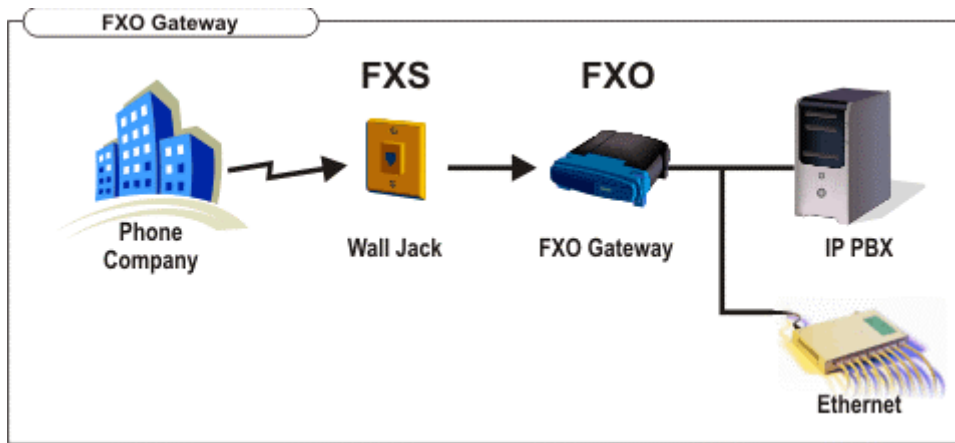 FXO Gateway
FXS
FXO
Phone
Company
Wall Jack
FXO Gateway
IP PBX
Ethernet